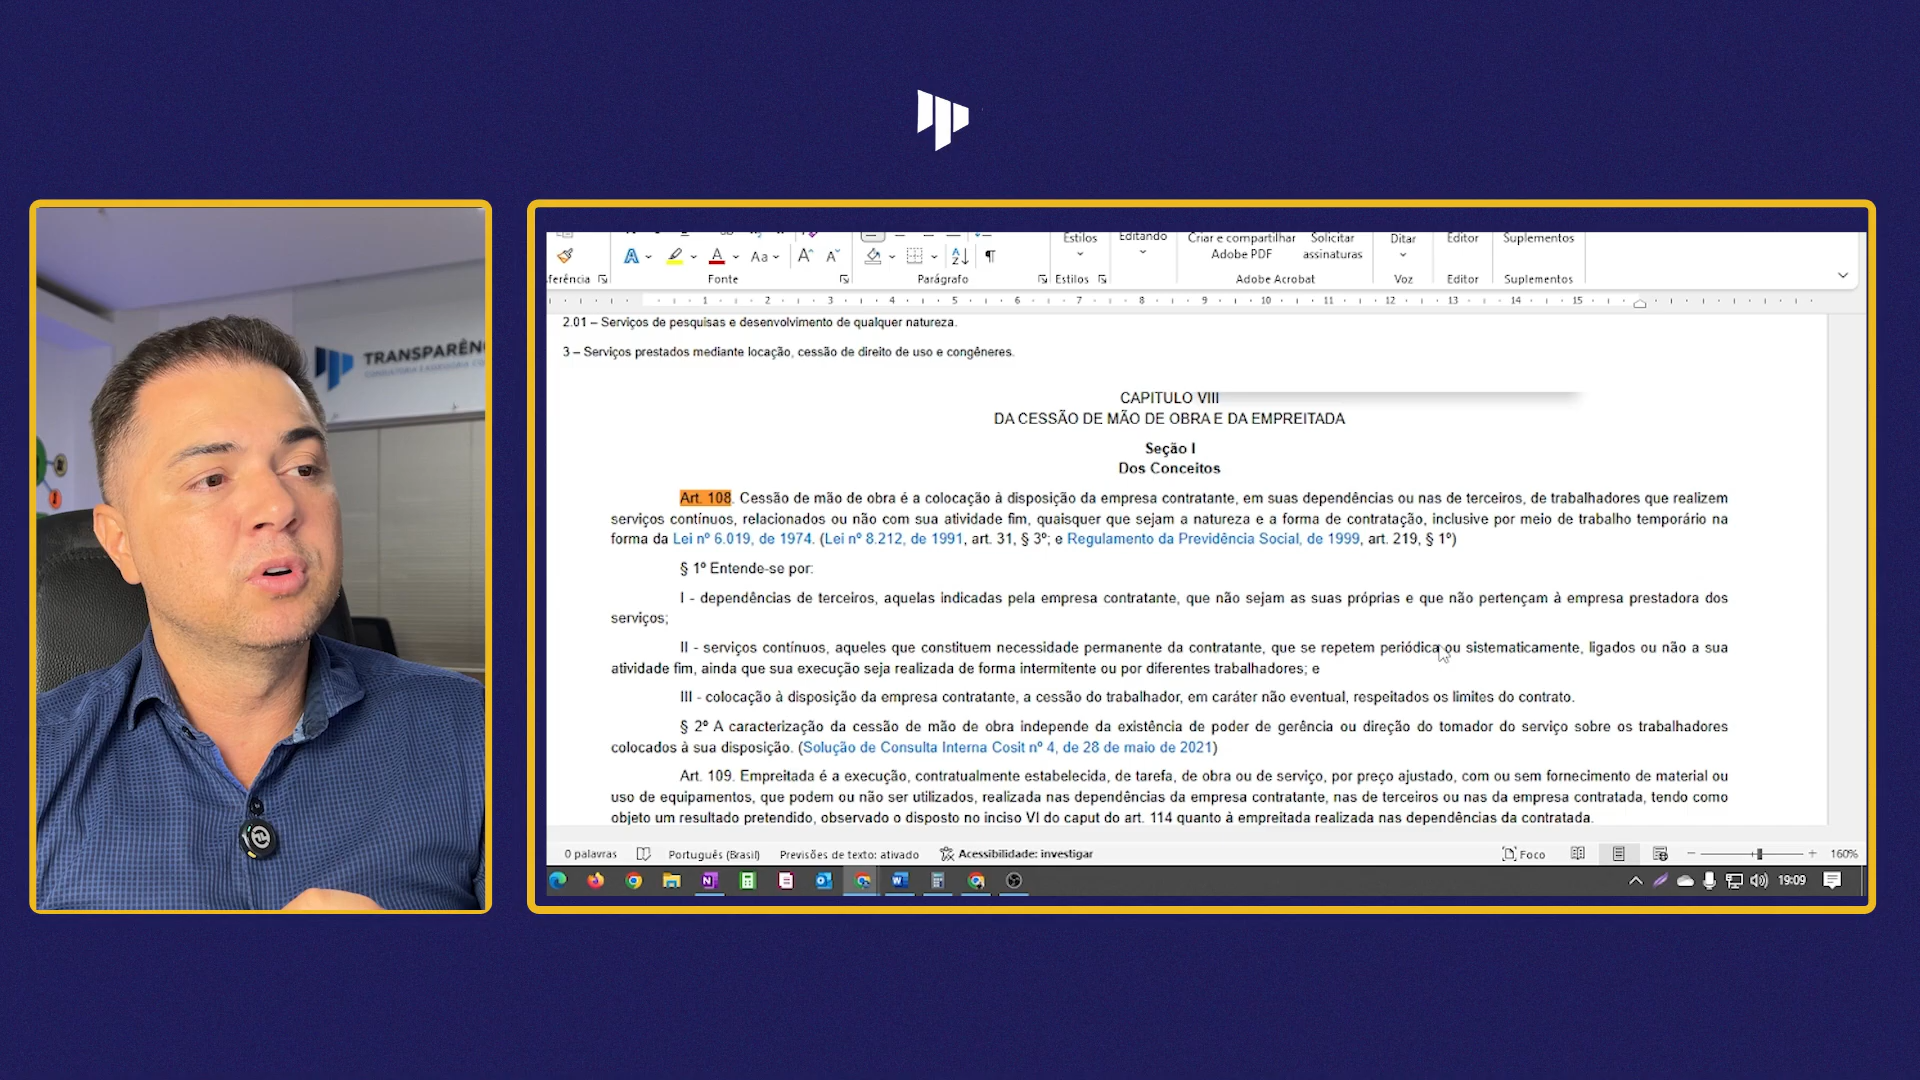 TRANSPARÊN
Estilos
Editando
Criar e compartilhar
Adobe PDF
Solicitar
assinaturas
Ditar
Editor
Suplementos
ferência
Fonte
Parágrafo
Estilos
Adobe Acrobat
Voz
Editor
Suplementos
1 2 3 4 5 6 7 8 9 10 11 12 13 14 15
2.01 – Serviços de pesquisas e desenvolvimento de qualquer natureza.
3 – Serviços prestados mediante locação, cessão de direito de uso e congêneres.
CAPÍTULO VIII
DA CESSÃO DE MÃO DE OBRA E DA EMPREITADA
Seção I
Dos Conceitos
Art. 108. Cessão de mão de obra é a colocação à disposição da empresa contratante, em suas dependências ou nas de terceiros, de trabalhadores que realizem
serviços contínuos, relacionados ou não com sua atividade fim, quaisquer que sejam a natureza e a forma de contratação, inclusive por meio de trabalho temporário na
forma da Lei nº 6.019, de 1974. (Lei nº 8.212, de 1991, art. 31, § 3º; e Regulamento da Previdência Social, de 1999, art. 219, § 1º)
§ 1º Entende-se por:
I - dependências de terceiros, aquelas indicadas pela empresa contratante, que não sejam as suas próprias e que não pertençam à empresa prestadora dos
serviços;
II - serviços contínuos, aqueles que constituem necessidade permanente da contratante, que se repetem periódica ou sistematicamente, ligados ou não a sua
atividade fim, ainda que sua execução seja realizada de forma intermitente ou por diferentes trabalhadores; e
III - colocação à disposição da empresa contratante, a cessão do trabalhador, em caráter não eventual, respeitados os limites do contrato.
§ 2º A caracterização da cessão de mão de obra independe da existência de poder de gerência ou direção do tomador do serviço sobre os trabalhadores
colocados à sua disposição. (Solução de Consulta Interna Cosit nº 4, de 28 de maio de 2021)
Art. 109. Empreitada é a execução, contratualmente estabelecida, de tarefa, de obra ou de serviço, por preço ajustado, com ou sem fornecimento de material ou
uso de equipamentos, que podem ou não ser utilizados, realizada nas dependências da empresa contratante, nas de terceiros ou nas da empresa contratada, tendo como
objeto um resultado pretendido, observado o disposto no inciso VI do caput do art. 114 quanto à empreitada realizada nas dependências da contratada.
0 palavras Português (Brasil) Previsões de texto: ativado Acessibilidade: investigar Foco 160%
19:09